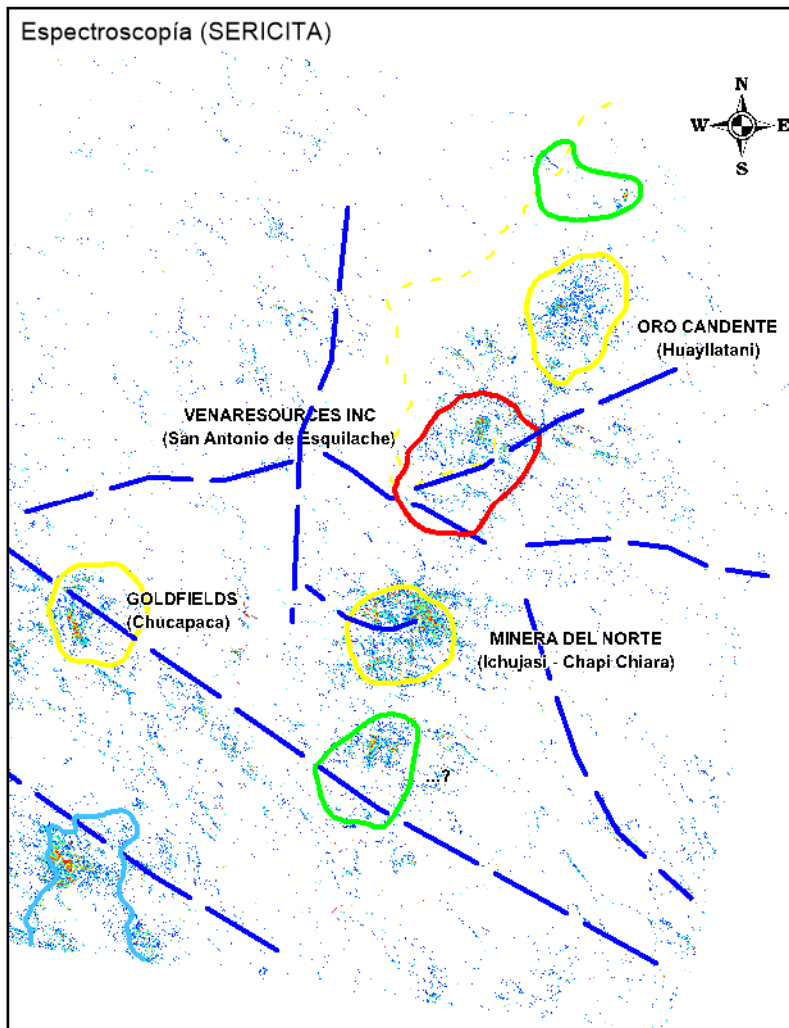 Espectroscopía (SERICITA)
N
W E
S
ORO CANDENTE
(Huayllatani)
VENARESOURCES INC
(San Antonio de Esquilache)
GOLDFIELDS
(Chucapaca)
MINERA DEL NORTE
(Ichujasi - Chapi Chiara)
...?